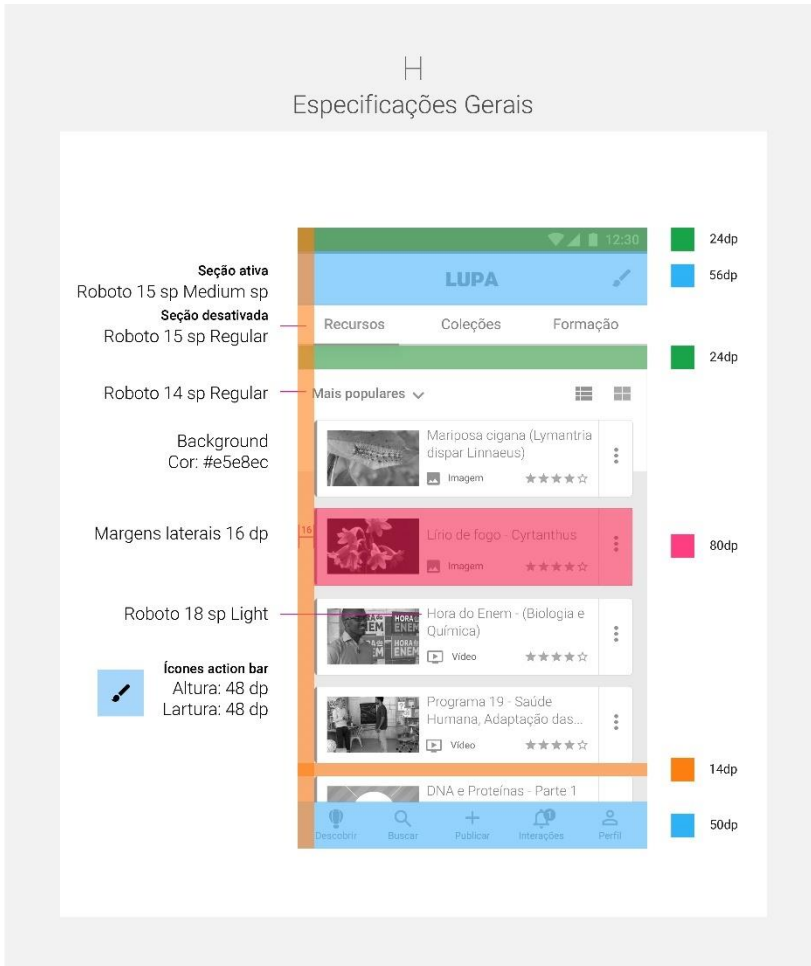 H
Especificações Gerais
12:30
24dp
Seção ativa
Roboto 15 sp Medium sp
LUPA
56dp
Seção desativada
Roboto 15 sp Regular
Recursos
Coleções
Formação
24dp
Roboto 14 sp Regular
Mais populares
Background
Cor: #e5e8ec
Mariposa cigana (Lymantria
dispar Linnaeus)
Imagem
Margens laterais 16 dp
16
Lírio de fogo - Cyrtanthus
Imagem
80dp
Roboto 18 sp Light
HORA DO
ENEM
Hora do Enem - (Biologia e
Química)
Vídeo
Ícones action bar
Altura: 48 dp
Lartura: 48 dp
Programa 19 - Saúde
Humana, Adaptação das...
Vídeo
14dp
DNA e Proteínas - Parte 1
50dp
1
Descobrir
Buscar
Publicar
Interações
Perfil